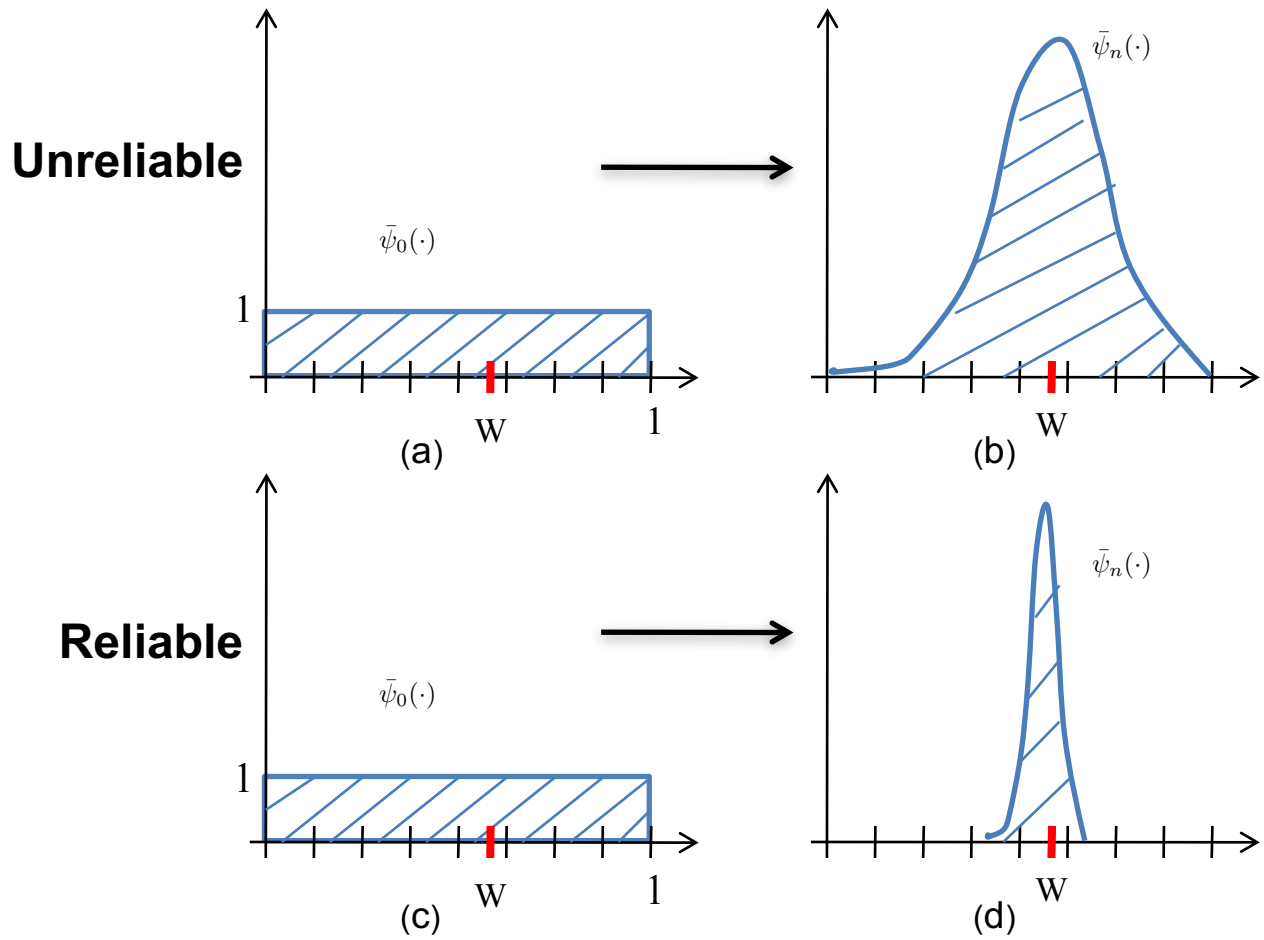 ψ̄ₙ(·)
Unreliable
ψ̄₀(·)
1
W
1
W
(a)
(b)
ψ̄ₙ(·)
Reliable
ψ̄₀(·)
1
W
1
W
(c)
(d)